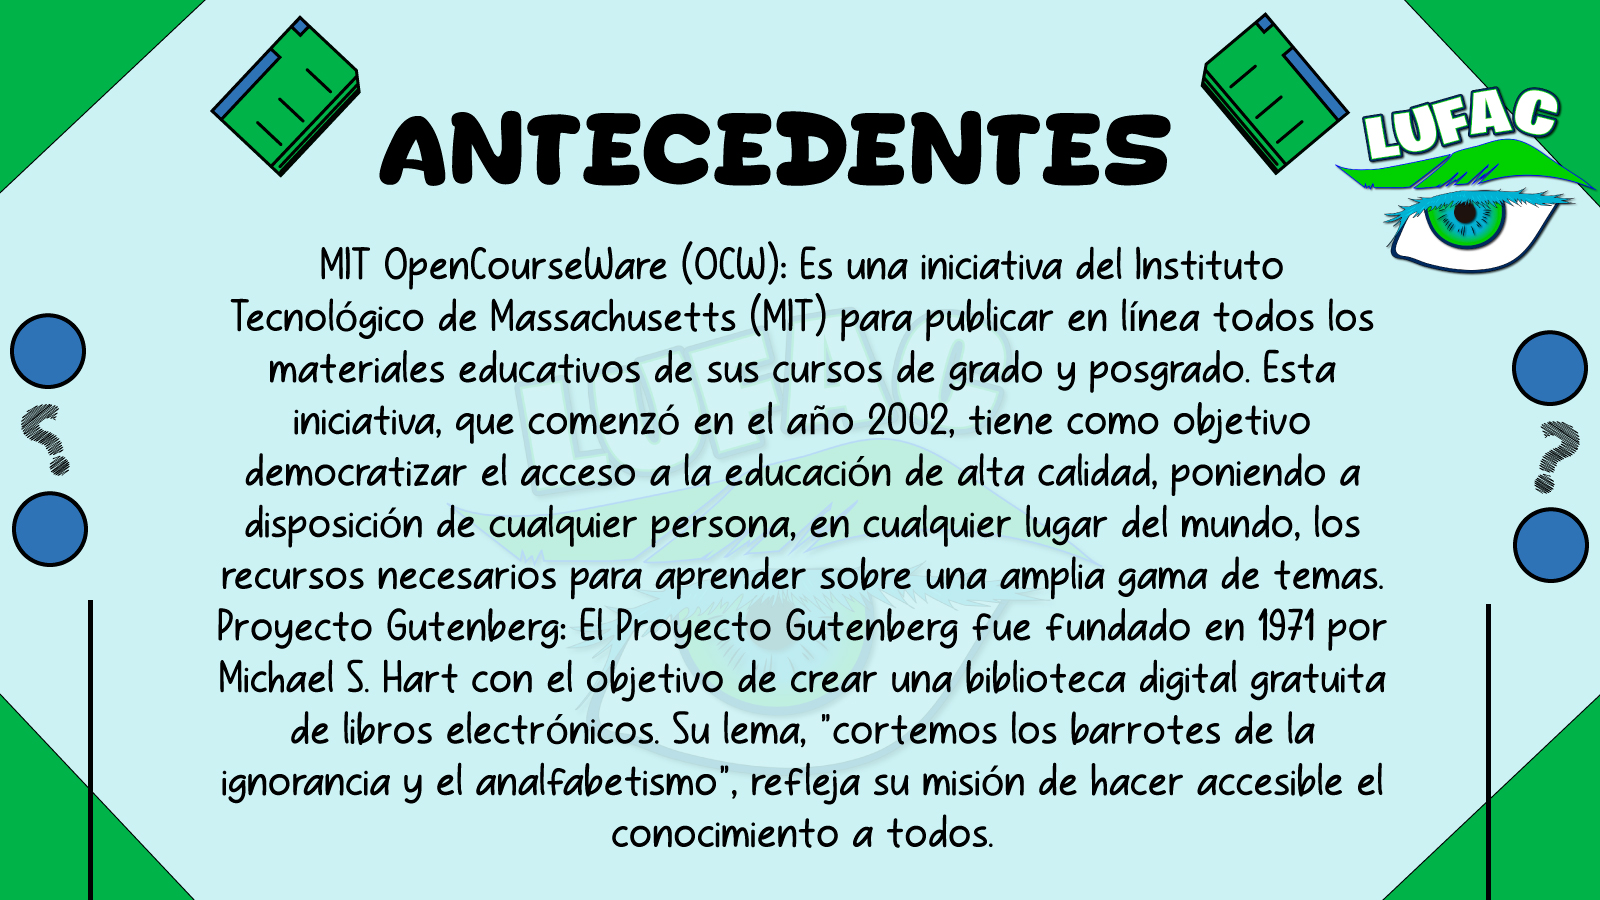 ANTECEDENTES
LUFAC
MIT OpenCourseWare (OCW): Es una iniciativa del Instituto
Tecnológico de Massachusetts (MIT) para publicar en línea todos los
materiales educativos de sus cursos de grado y posgrado. Esta
iniciativa, que comenzó en el año 2002, tiene como objetivo
democratizar el acceso a la educación de alta calidad, poniendo a
disposición de cualquier persona, en cualquier lugar del mundo, los
recursos necesarios para aprender sobre una amplia gama de temas.
Proyecto Gutenberg: El Proyecto Gutenberg fue fundado en 1971 por
Michael S. Hart con el objetivo de crear una biblioteca digital gratuita
de libros electrónicos. Su lema, "cortemos los barrotes de la
ignorancia y el analfabetismo", refleja su misión de hacer accesible el
conocimiento a todos.
LUFAC
?
?